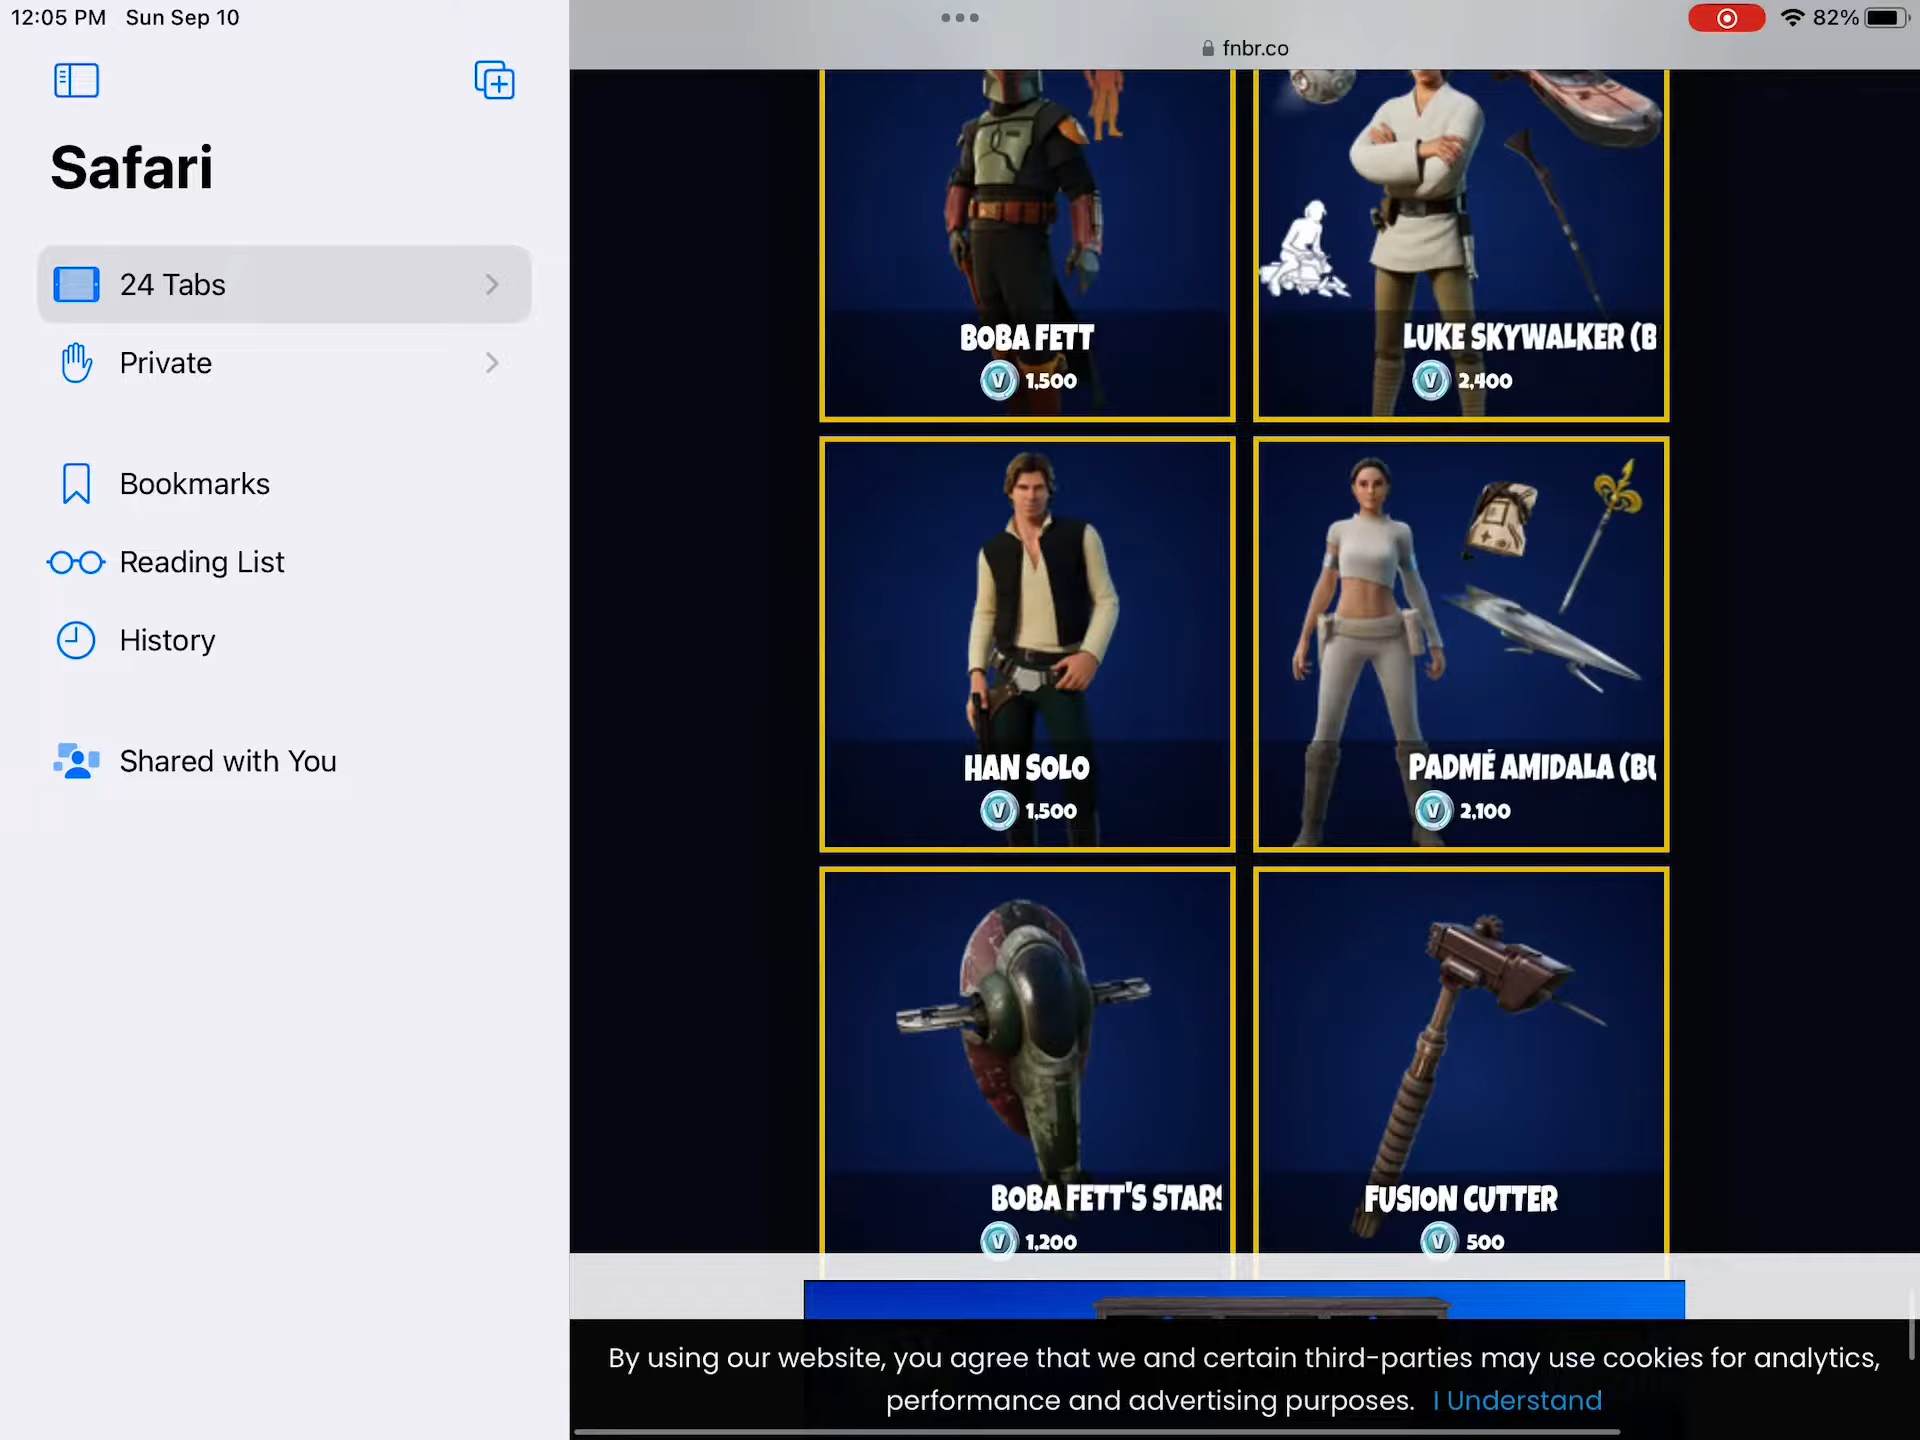 12:05 PM Sun Sep 10
82%
fnbr.co
Safari
24 Tabs
Private
Bookmarks
Reading List
History
Shared with You
BOBA FETT
1,500
LUKE SKYWALKER (B
2,400
HAN SOLO
1,500
PADMÉ AMIDALA (BU
2,100
BOBA FETT'S STARS
1,200
FUSION CUTTER
500
By using our website, you agree that we and certain third-parties may use cookies for analytics,
performance and advertising purposes. I Understand